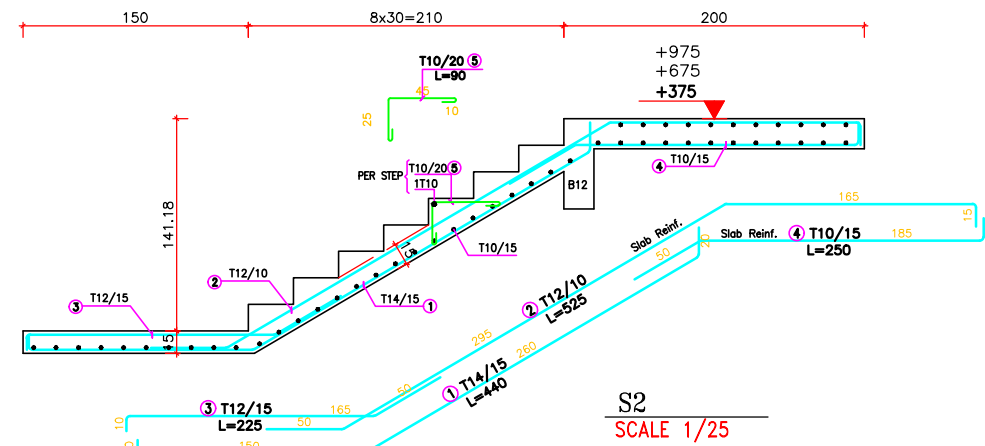 150
8x30=210
200
T10/20 5
L=90
45
25
10
+975
+675
+375
141.18
15
PER STEP
T10/20 5
1T10
B12
4 T10/15
15
T10/15
2 T12/10
T14/15 1
3 T12/15
165
15
Slab Reinf.
20
Slab Reinf.
4 T10/15
L=250
185
50
2 T12/10
L=525
295
260
50
1 T14/15
L=440
3 T12/15
L=225
165
50
10
150
S2
SCALE 1/25